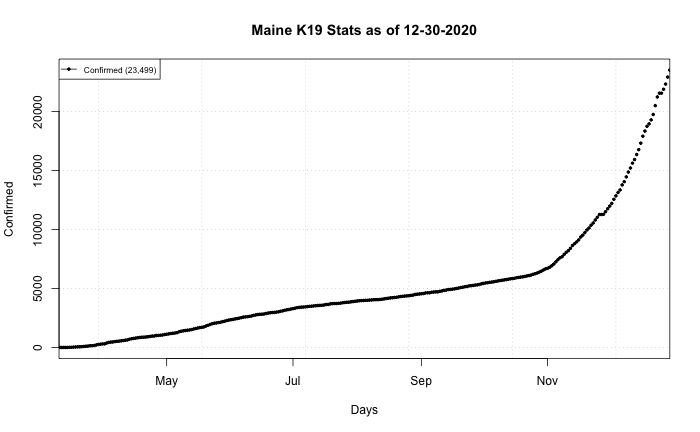 Maine K19 Stats as of 12-30-2020
Confirmed (23,499)
20000
15000
10000
5000
0
Confirmed
May Jul Sep Nov
Days